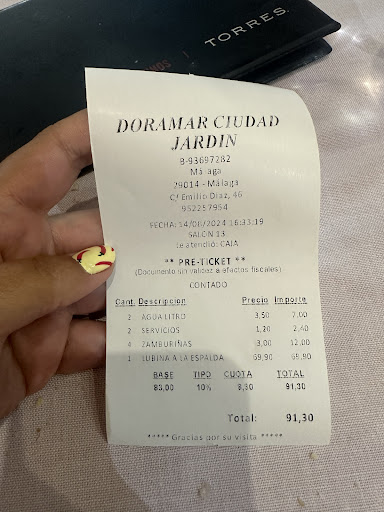 TORRES.
DORAMAR CIUDAD
JARDIN
B-93697282
Málaga
29014 - Málaga
C/ Emilio Díaz, 46
952257954
FECHA: 14/08/2024 16:33:19
SALON 13
Le atendió: CAJA
** PRE-TICKET **
(Documento sin validez a efectos fiscales)
CONTADO
Cant. Descripcion Precio Importe
2 AGUA LITRO 3,50 7,00
2 SERVICIOS 1,20 2,40
4 ZAMBURIÑAS 3,00 12,00
1 LUBINA A LA ESPALDA 69,90 69,90
BASE TIPO CUOTA TOTAL
83,00 10% 8,30 91,30
Total: 91,30
***** Gracias por su visita *****